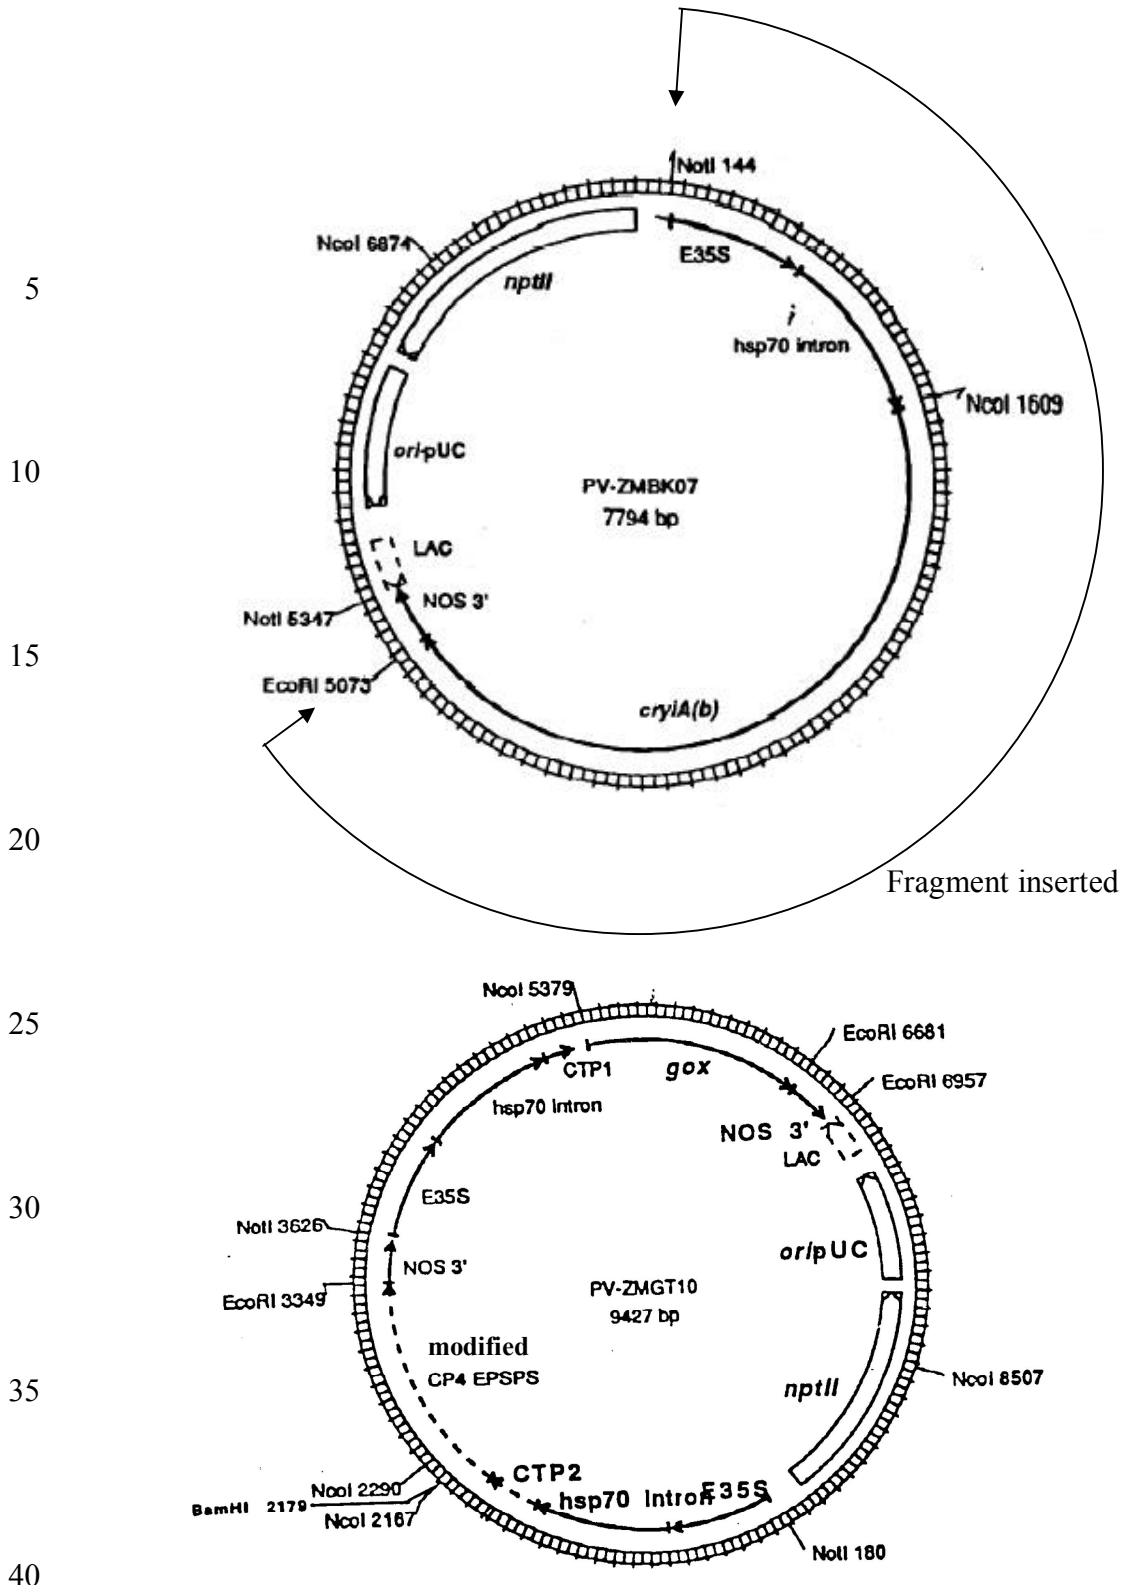 NotI 144
NcoI 6874
E35S
nptII
5
i
hsp70 intron
NcoI 1609
ori-pUC
10
PV-ZMBK07
7794 bp
LAC
NOS 3'
NotI 5347
15
EcoRI 5073
cryIA(b)
20
Fragment inserted
NcoI 5379
25
EcoRI 6681
CTP1
gox
EcoRI 6957
hsp70 intron
NOS 3'
LAC
E35S
30
NotI 3626
ori pUC
NOS 3'
PV-ZMGT10
EcoRI 3349
9427 bp
modified
CP4 EPSPS
NcoI 8507
35
nptII
CTP2
NcoI 2290
E35S
hsp70 Intron
BamHI 2179
NcoI 2167
NotI 180
40